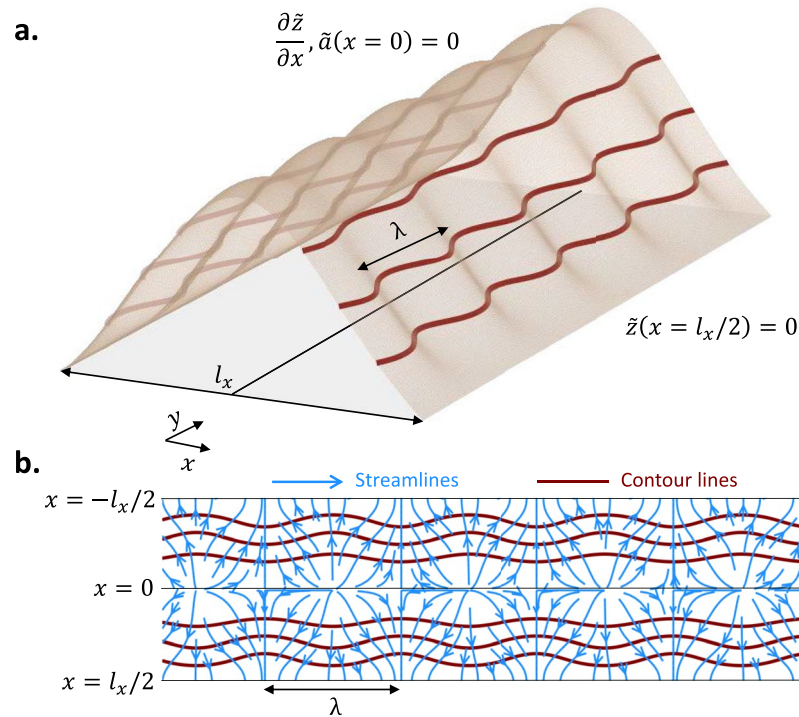 a.
∂z̃/∂x, ã(x = 0) = 0
λ
z̃(x = l_x/2) = 0
l_x
y
x
b.
Streamlines
Contour lines
x = −l_x/2
x = 0
x = l_x/2
λ